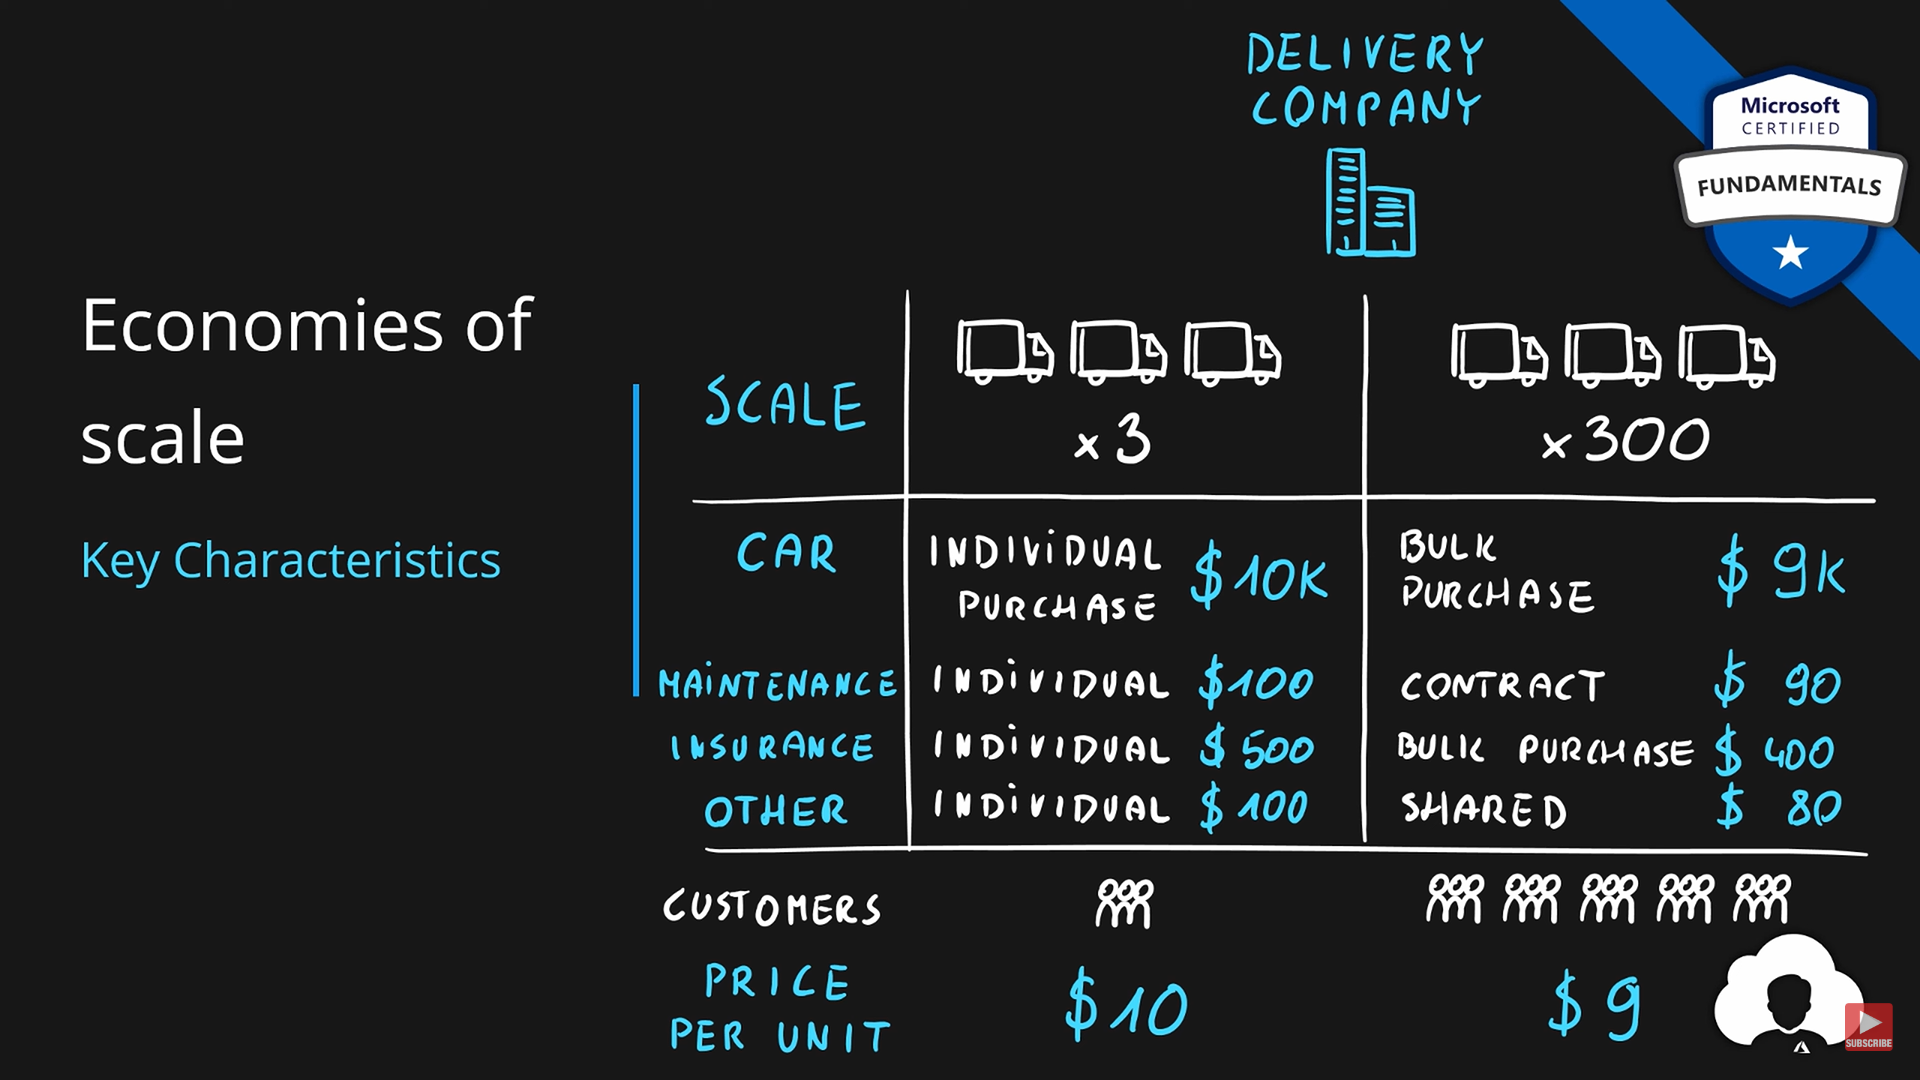 DELIVERY
COMPANY
Microsoft
CERTIFIED
FUNDAMENTALS
Economies of
scale
Key Characteristics
SCALE
x3
x300
CAR
INDIVIDUAL
PURCHASE
$10K
BULK
PURCHASE
$ 9K
MAINTENANCE INDIVIDUAL $100 CONTRACT $ 90
INSURANCE INDIVIDUAL $ 500 BULK PURCHASE $ 400
OTHER INDIVIDUAL $ 100 SHARED $ 80
CUSTOMERS
PRICE
PER UNIT
$10
$ 9
SUBSCRIBE